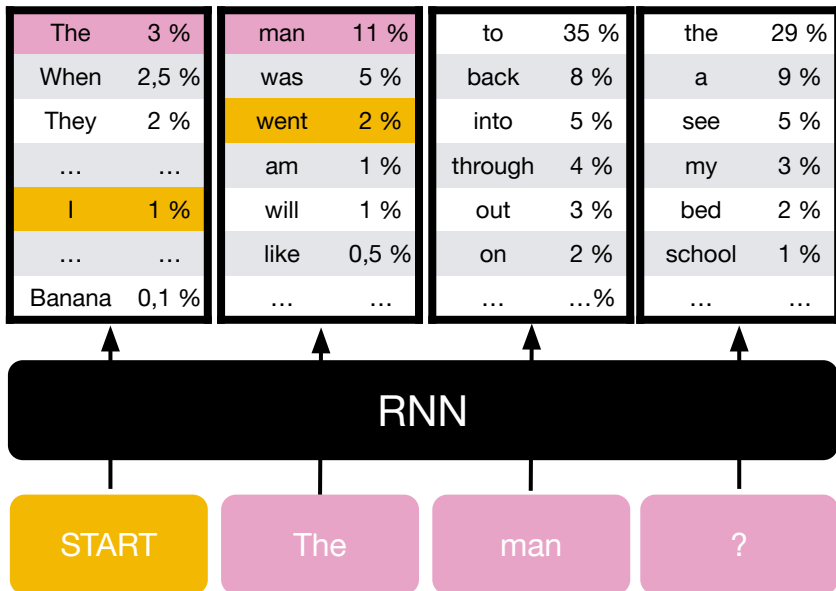 The 3 % man 11 % to 35 % the 29 %
When 2,5 % was 5 % back 8 % a 9 %
They 2 % went 2 % into 5 % see 5 %
... ... am 1 % through 4 % my 3 %
I 1 % will 1 % out 3 % bed 2 %
... ... like 0,5 % on 2 % school 1 %
Banana 0,1 % ... ... ... ...% ... ...
RNN
START The man ?